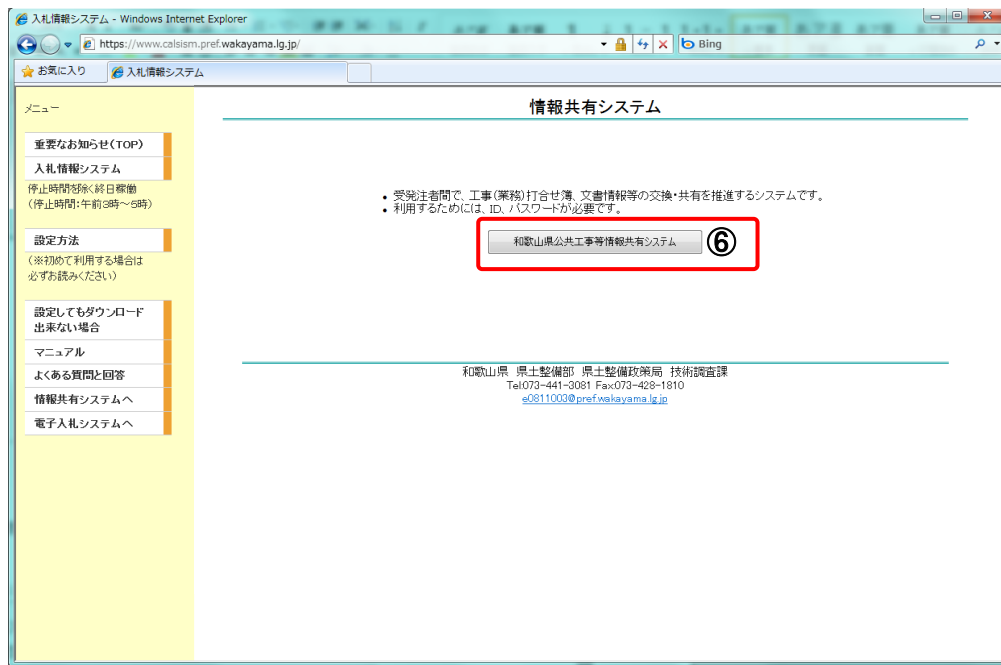 入札情報システム - Windows Internet Explorer
https://www.calsism.pref.wakayama.lg.jp/
Bing
お気に入り
入札情報システム
メニュー
重要なお知らせ(TOP)
入札情報システム
停止時間を除く終日稼働
(停止時間:午前3時～5時)
設定方法
(※初めて利用する場合は
必ずお読みください)
設定してもダウンロード
出来ない場合
マニュアル
よくある質問と回答
情報共有システムへ
電子入札システムへ
情報共有システム
• 受発注者間で、工事(業務)打合せ簿、文書情報等の交換・共有を推進するシステムです。
• 利用するためには、ID、パスワードが必要です。
和歌山県公共工事等情報共有システム
⑥
和歌山県 県土整備部 県土整備政策局 技術調査課
Tel:073-441-3081 Fax:073-428-1810
e0811003@pref.wakayama.lg.jp